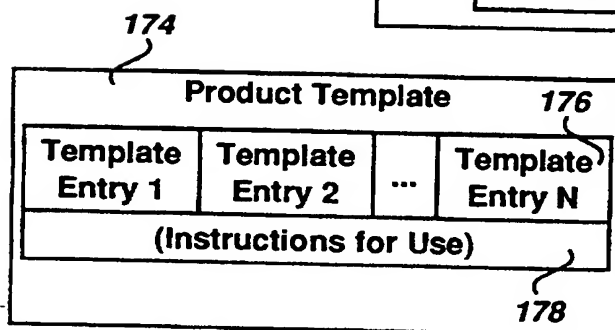 174
Product Template 176
Template Template ... Template
Entry 1 Entry 2 Entry N
(Instructions for Use)
178